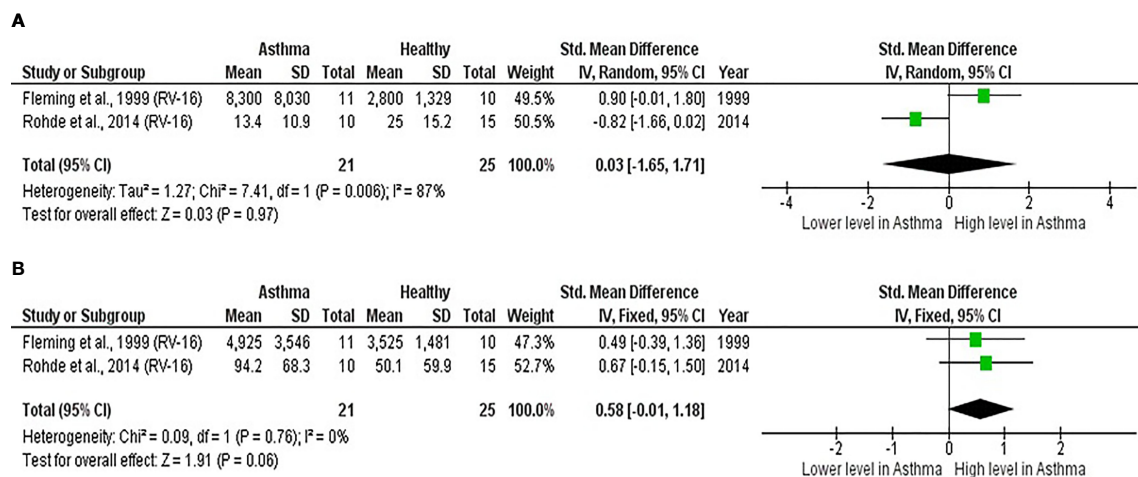 A
Asthma Healthy Std. Mean Difference Std. Mean Difference
Study or Subgroup Mean SD Total Mean SD Total Weight IV, Random, 95% CI Year IV, Random, 95% CI
Fleming et al., 1999 (RV-16) 8,300 8,030 11 2,800 1,329 10 49.5% 0.90 [-0.01, 1.80] 1999
Rohde et al., 2014 (RV-16) 13.4 10.9 10 25 15.2 15 50.5% -0.82 [-1.66, 0.02] 2014
Total (95% CI) 21 25 100.0% 0.03 [-1.65, 1.71]
Heterogeneity: Tau² = 1.27; Chi² = 7.41, df = 1 (P = 0.006); I² = 87%
Test for overall effect: Z = 0.03 (P = 0.97)
-4 -2 0 2 4
Lower level in Asthma High level in Asthma
B
Asthma Healthy Std. Mean Difference Std. Mean Difference
Study or Subgroup Mean SD Total Mean SD Total Weight IV, Fixed, 95% CI Year IV, Fixed, 95% CI
Fleming et al., 1999 (RV-16) 4,925 3,546 11 3,525 1,481 10 47.3% 0.49 [-0.39, 1.36] 1999
Rohde et al., 2014 (RV-16) 94.2 68.3 10 50.1 59.9 15 52.7% 0.67 [-0.15, 1.50] 2014
Total (95% CI) 21 25 100.0% 0.58 [-0.01, 1.18]
Heterogeneity: Chi² = 0.09, df = 1 (P = 0.76); I² = 0%
Test for overall effect: Z = 1.91 (P = 0.06)
-2 -1 0 1 2
Lower level in Asthma High level in Asthma